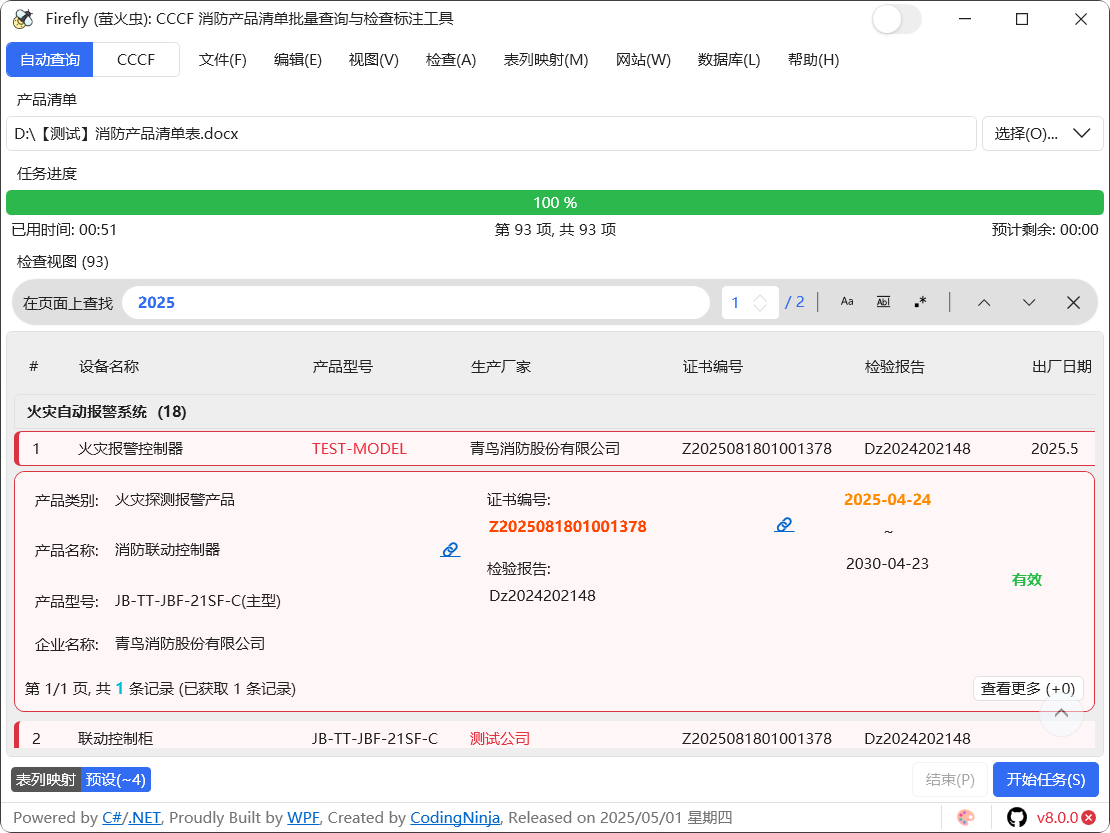 Firefly (萤火虫): CCCF 消防产品清单批量查询与检查标注工具
自动查询 CCCF 文件(F) 编辑(E) 视图(V) 检查(A) 表列映射(M) 网站(W) 数据库(L) 帮助(H)
产品清单
D:\【测试】消防产品清单表.docx 选择(O)...
任务进度
100 %
已用时间: 00:51 第 93 项, 共 93 项 预计剩余: 00:00
检查视图 (93)
在页面上查找 2025 1 / 2 Aa Ab| .*
# 设备名称 产品型号 生产厂家 证书编号 检验报告 出厂日期
火灾自动报警系统 (18)
1 火灾报警控制器 TEST-MODEL 青鸟消防股份有限公司 Z2025081801001378 Dz2024202148 2025.5
产品类别: 火灾探测报警产品 证书编号: 2025-04-24
Z2025081801001378 ~
产品名称: 消防联动控制器 检验报告: 2030-04-23
有效
产品型号: JB-TT-JBF-21SF-C(主型) Dz2024202148
企业名称: 青鸟消防股份有限公司
第 1/1 页, 共 1 条记录 (已获取 1 条记录) 查看更多 (+0)
2 联动控制柜 JB-TT-JBF-21SF-C 测试公司 Z2025081801001378 Dz2024202148
表列映射 预设(~4) 结束(P) 开始任务(S)
Powered by C#/.NET, Proudly Built by WPF, Created by CodingNinja, Released on 2025/05/01 星期四 v8.0.0